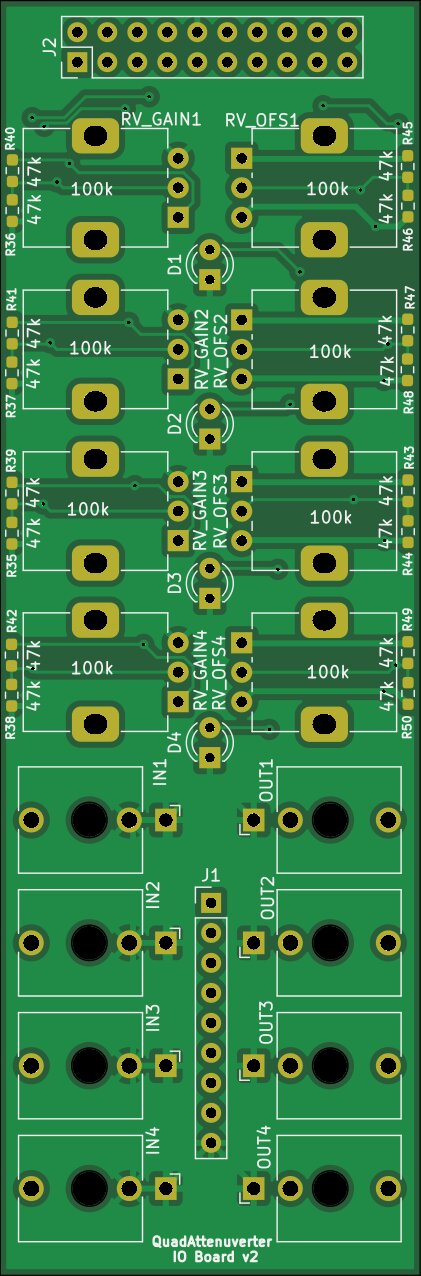 J2
RV_GAIN1
RV_OFS1
R40
R45
47k
47k
100k
100k
47k
47k
R36
R46
D1
R41
R47
47k
47k
RV_GAIN2
RV_OFS2
100k
100k
47k
47k
R37
R48
D2
R39
R43
47k
47k
RV_GAIN3
RV_OFS3
100k
100k
47k
47k
R35
R44
D3
R42
R49
47k
47k
RV_GAIN4
RV_OFS4
100k
100k
47k
47k
R38
R50
D4
IN1
OUT1
J1
IN2
OUT2
IN3
OUT3
IN4
OUT4
QuadAttenuverter
IO Board v2